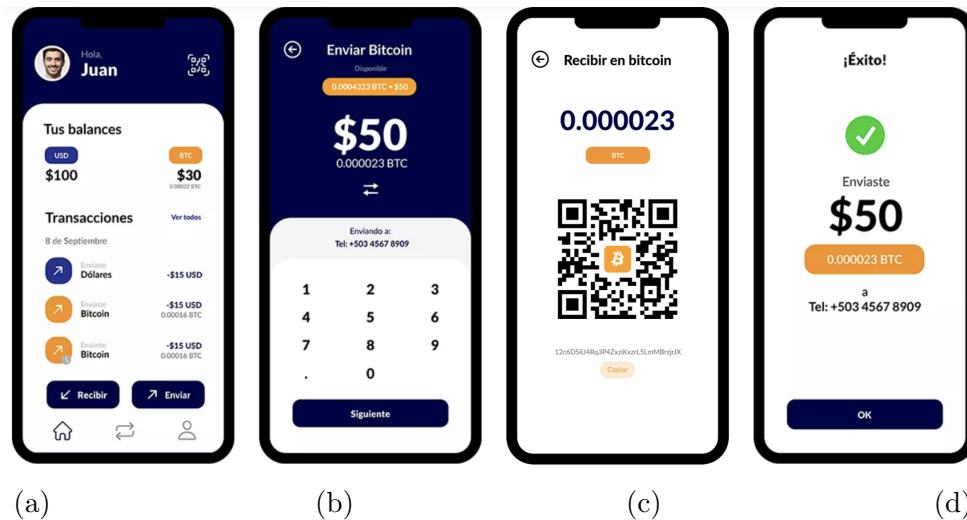 Hola,
Juan
Tus balances
USD
BTC
$100
$30
0.00032 BTC
Transacciones
Ver todos
8 de Septiembre
Enviaste
Dólares
-$15 USD
Enviaste
Bitcoin
-$15 USD
0.00016 BTC
Enviaste
Bitcoin
-$15 USD
0.00016 BTC
Recibir
Enviar
(a)
Enviar Bitcoin
Disponible
0.0004323 BTC = $50
$50
0.000023 BTC
Enviando a:
Tel: +503 4567 8909
1 2 3
4 5 6
7 8 9
. 0
Siguiente
(b)
Recibir en bitcoin
0.000023
BTC
Copiar
(c)
¡Éxito!
Enviaste
$50
0.000023 BTC
a
Tel: +503 4567 8909
OK
(d)